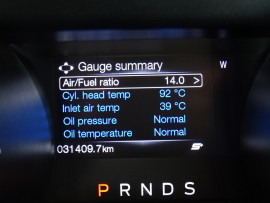 Gauge summary
W
Air/Fuel ratio 14.0
Cyl. head temp 92 °C
Inlet air temp 39 °C
Oil pressure Normal
Oil temperature Normal
031409.7km
P R N D S